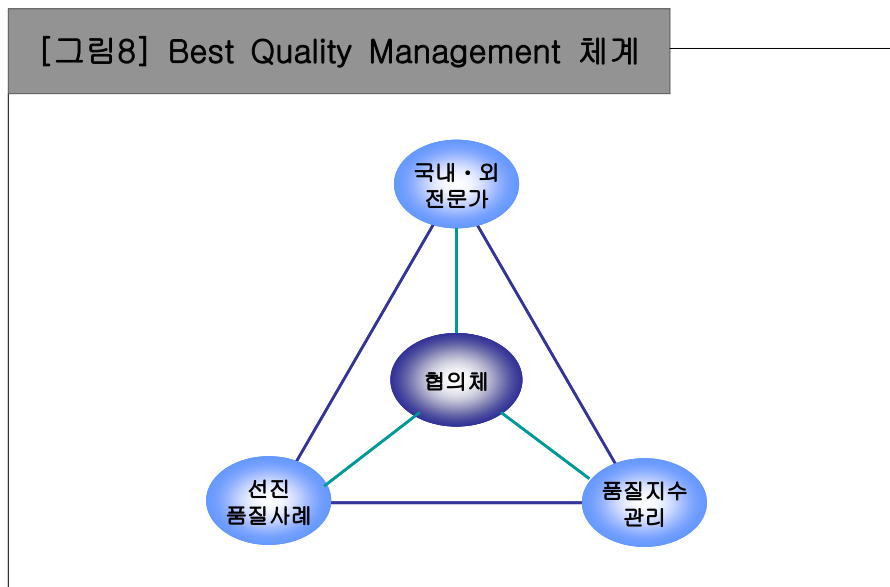 [그림8] Best Quality Management 체계
국내·외
전문가
협의체
선진
품질사례
품질지수
관리